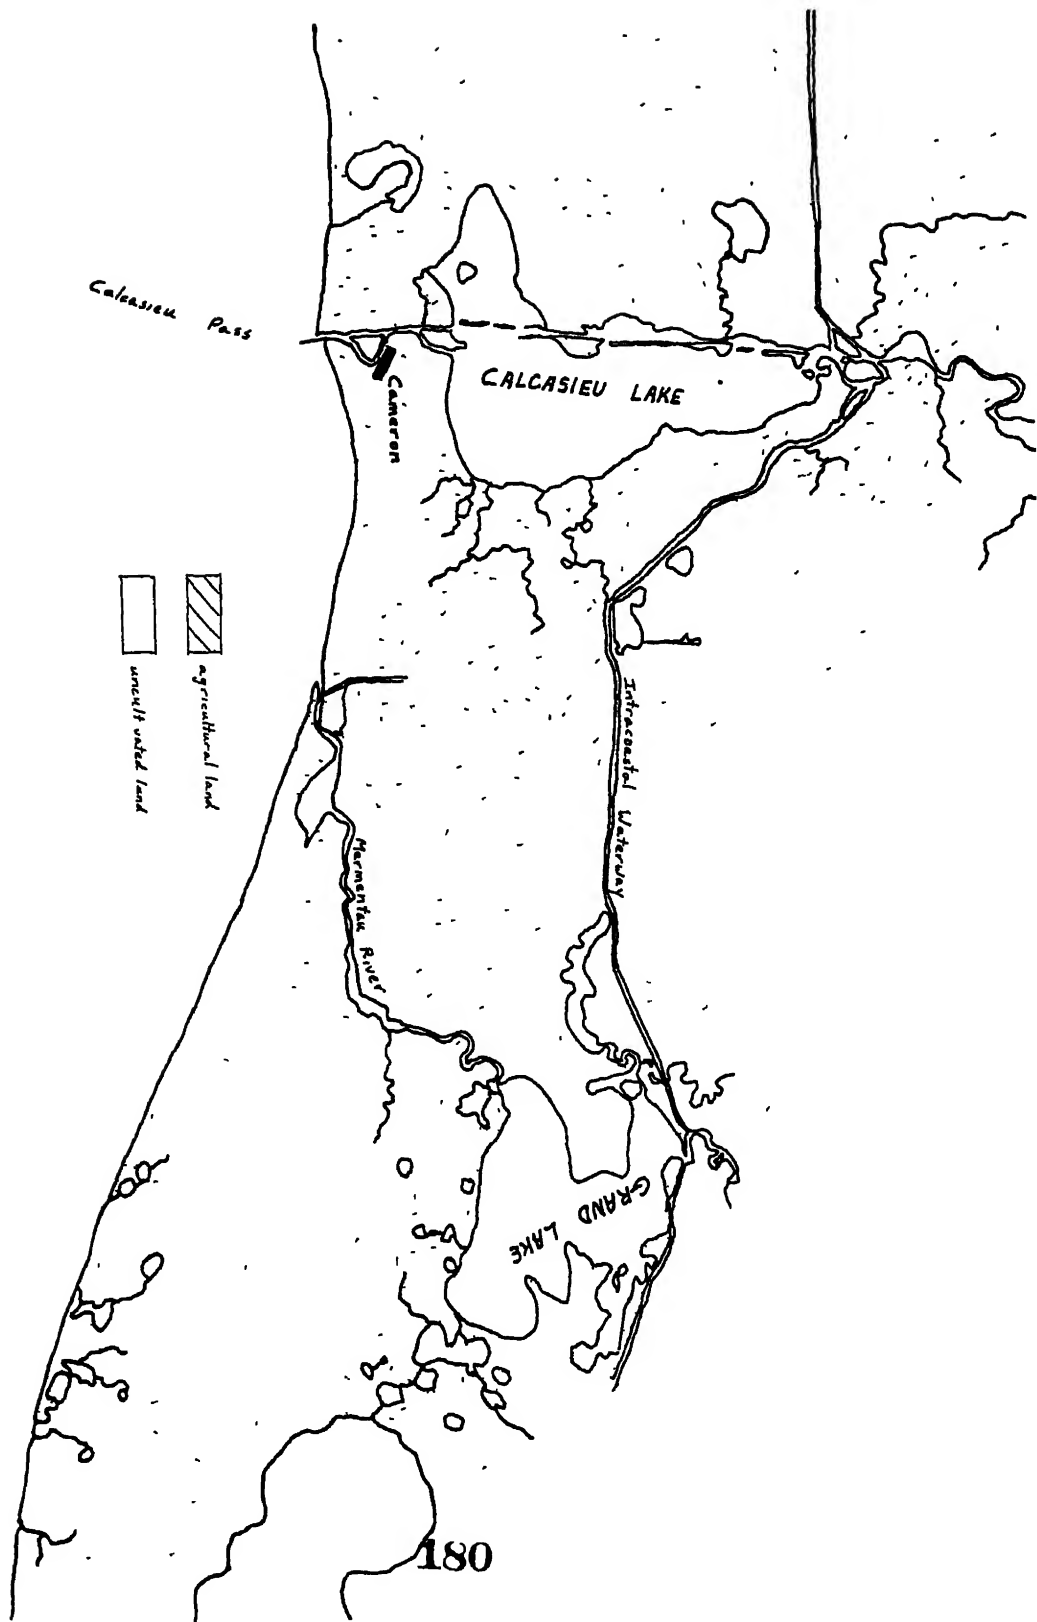 Calcasieu Pass
CALCASIEU LAKE
Cameron
Intracoastal Waterway
agricultural land
uncultivated land
Mermentau River
GRAND
LAKE
180